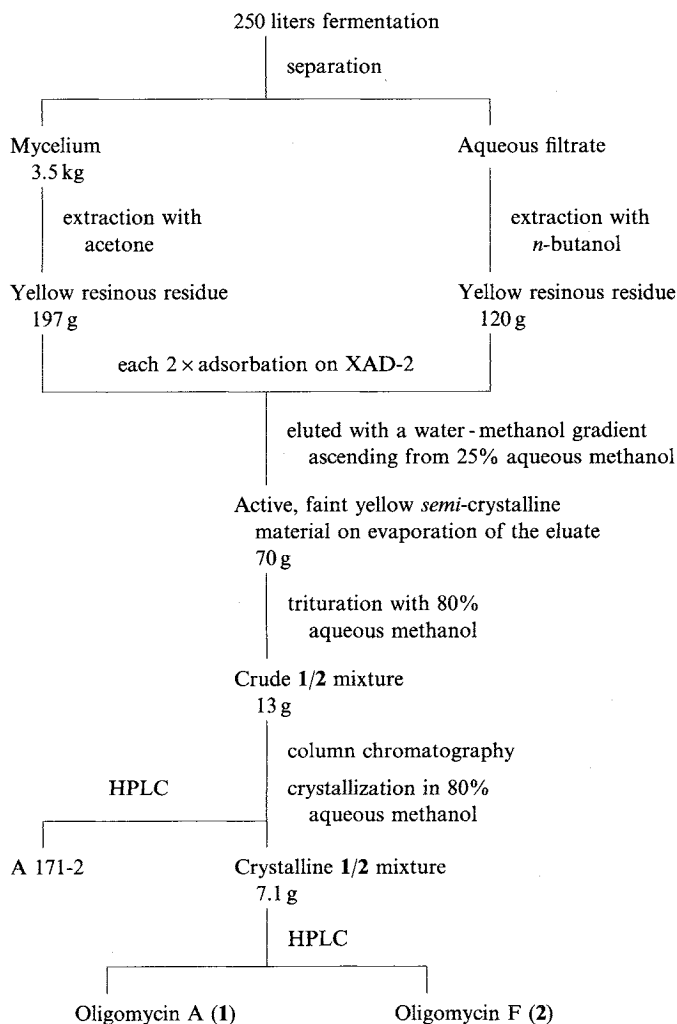 250 liters fermentation
separation
Mycelium
3.5 kg
Aqueous filtrate
extraction with
acetone
extraction with
n-butanol
Yellow resinous residue
197 g
Yellow resinous residue
120 g
each 2 × adsorbation on XAD-2
eluted with a water - methanol gradient
ascending from 25% aqueous methanol
Active, faint yellow semi-crystalline
material on evaporation of the eluate
70 g
trituration with 80%
aqueous methanol
Crude 1/2 mixture
13 g
column chromatography
HPLC
crystallization in 80%
aqueous methanol
A 171-2
Crystalline 1/2 mixture
7.1 g
HPLC
Oligomycin A (1)
Oligomycin F (2)